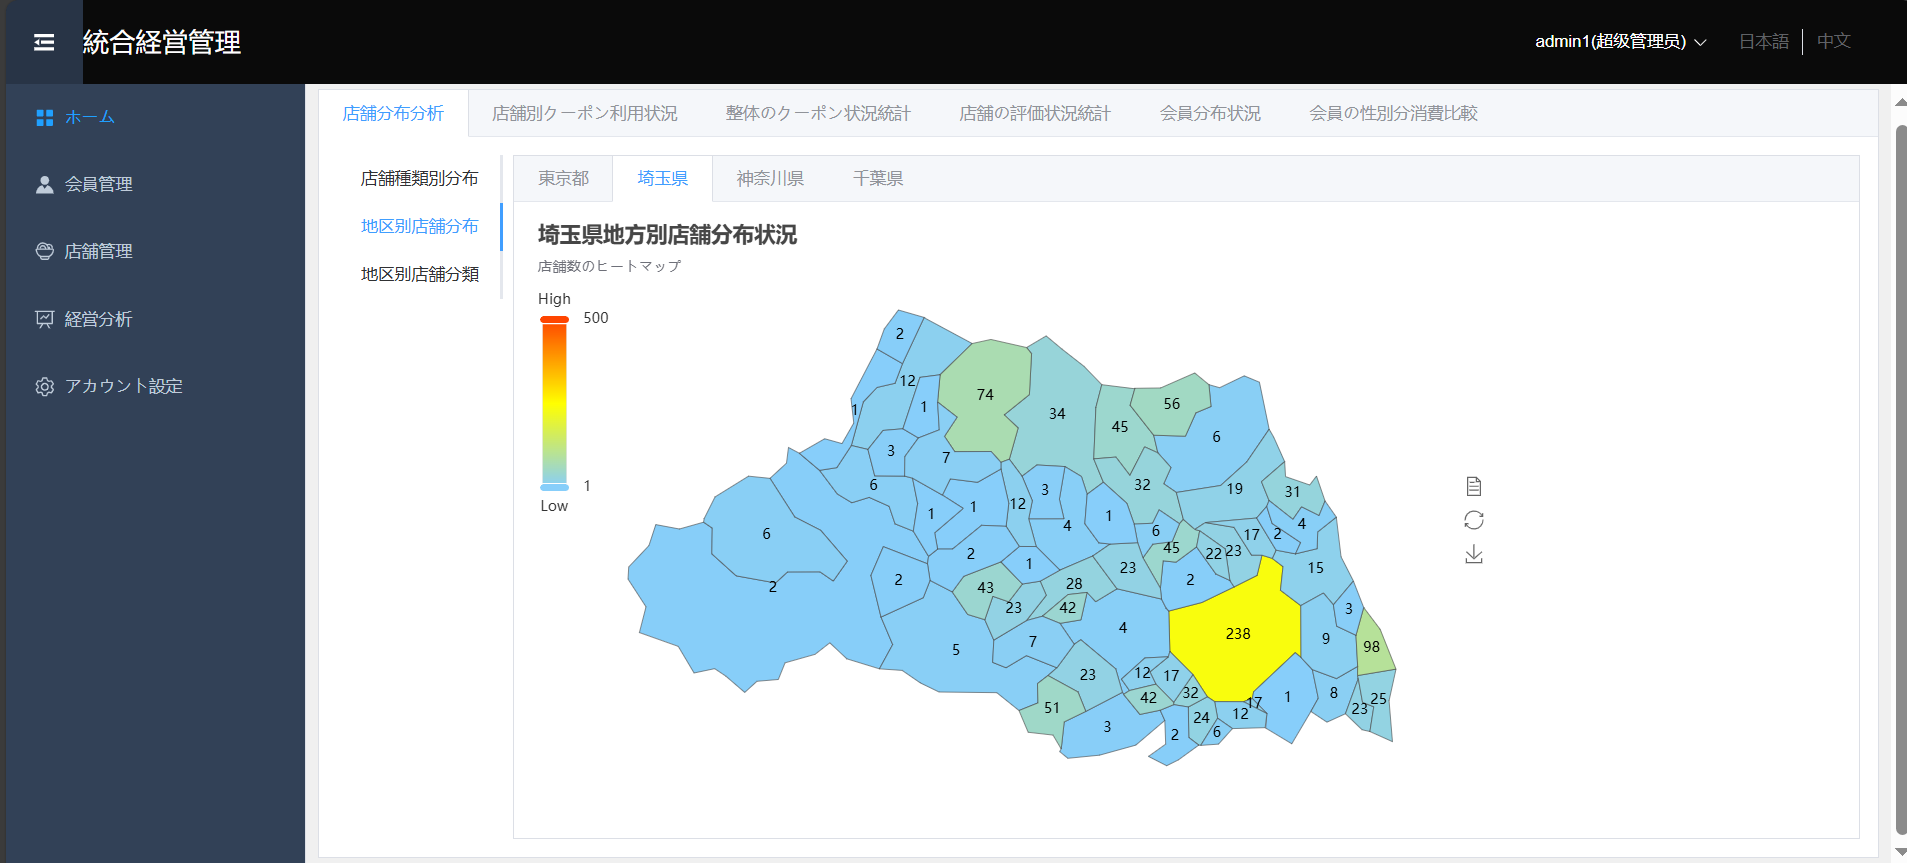 統合経営管理
admin1(超级管理员)
日本語
中文
ホーム
会員管理
店舗管理
経営分析
アカウント設定
店舗分布分析
店舗別クーポン利用状況
整体のクーポン状況統計
店舗の評価状況統計
会員分布状況
会員の性別分消費比較
店舗種類別分布
地区別店舗分布
地区別店舗分類
東京都
埼玉県
神奈川県
千葉県
埼玉県地方別店舗分布状況
店舗数のヒートマップ
High
500
1
Low
2
12
1
1
74
34
56
45
6
3
7
6
1
1
12
3
4
1
32
19
31
6
45
22
23
17
2
4
6
2
2
2
1
43
23
28
42
23
2
15
3
238
9
98
5
7
4
23
12
17
32
42
51
3
2
24
6
12
17
1
8
23
25